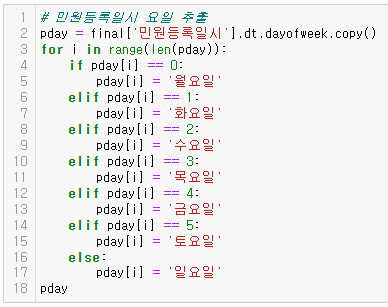 1 # 민원등록일시 요일 추출
2 pday = final['민원등록일시'].dt.dayofweek.copy()
3 for i in range(len(pday)):
4     if pday[i] == 0:
5         pday[i] = '월요일'
6     elif pday[i] == 1:
7         pday[i] = '화요일'
8     elif pday[i] == 2:
9         pday[i] = '수요일'
10     elif pday[i] == 3:
11         pday[i] = '목요일'
12     elif pday[i] == 4:
13         pday[i] = '금요일'
14     elif pday[i] == 5:
15         pday[i] = '토요일'
16     else:
17         pday[i] = '일요일'
18 pday